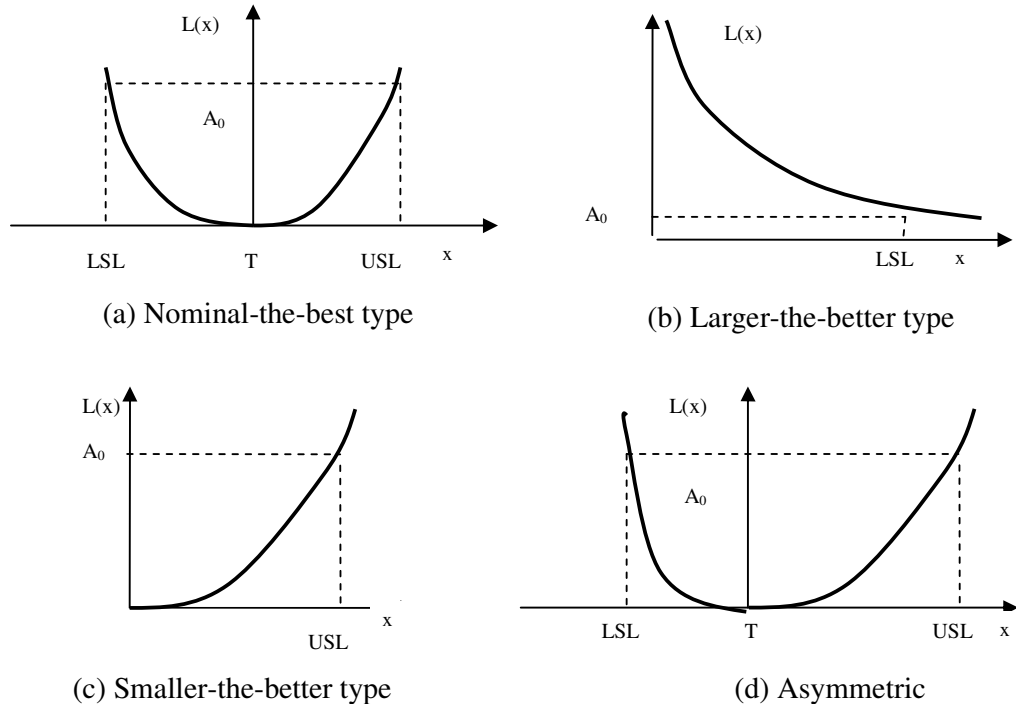 L(x)
A₀
LSL
T
USL
x
(a) Nominal-the-best type
L(x)
A₀
LSL
x
(b) Larger-the-better type
L(x)
A₀
USL
x
(c) Smaller-the-better type
L(x)
A₀
LSL
T
USL
x
(d) Asymmetric